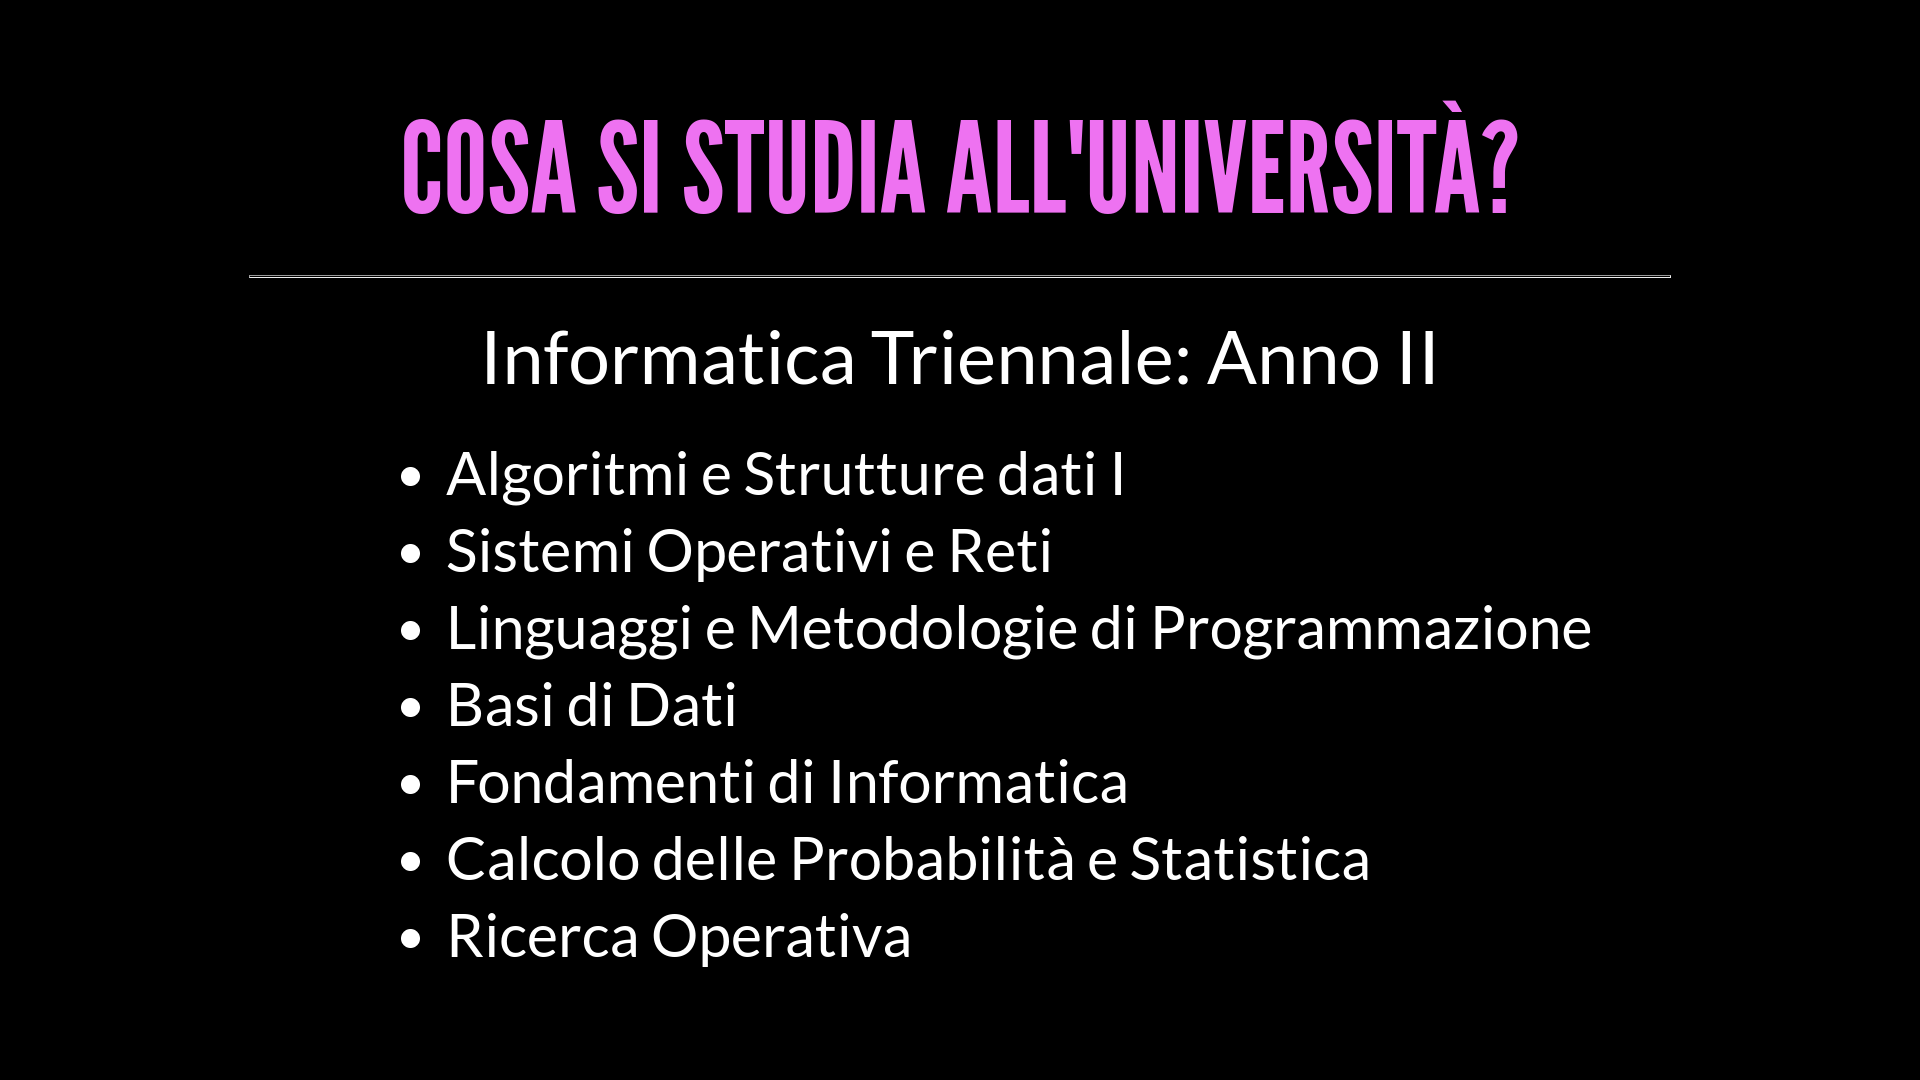 COSA SI STUDIA ALL'UNIVERSITÀ?
Informatica Triennale: Anno II
• Algoritmi e Strutture dati I
• Sistemi Operativi e Reti
• Linguaggi e Metodologie di Programmazione
• Basi di Dati
• Fondamenti di Informatica
• Calcolo delle Probabilità e Statistica
• Ricerca Operativa